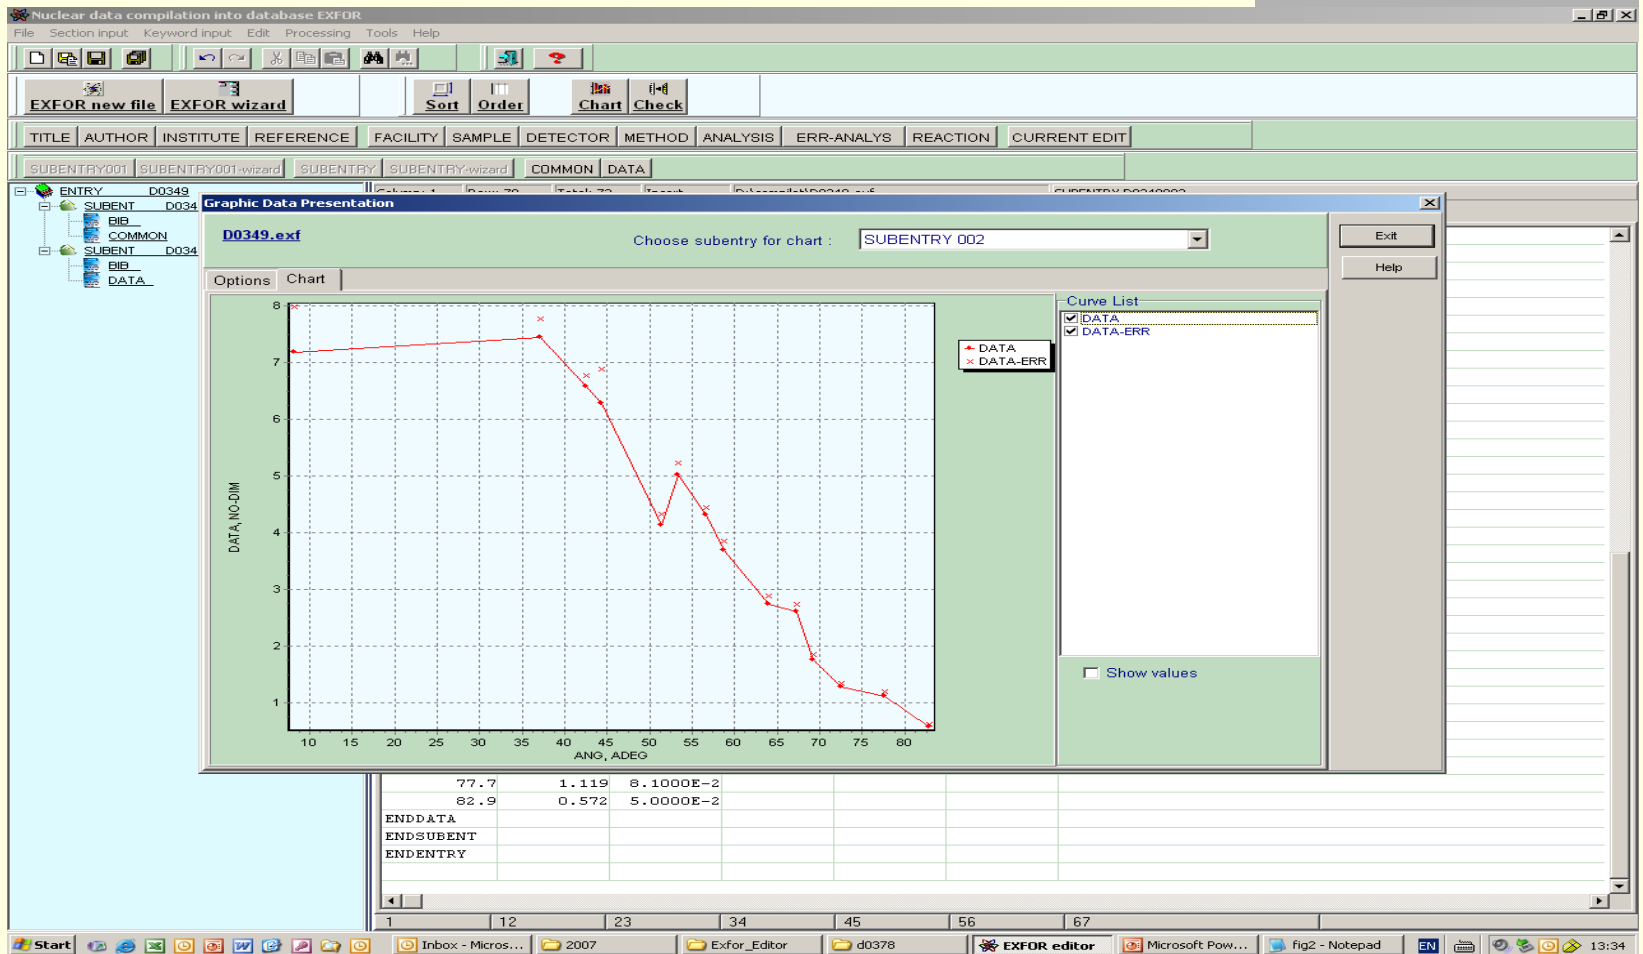 Nuclear data compilation into database EXFOR
File Section input Keyword input Edit Processing Tools Help
EXFOR new file EXFOR wizard Sort Order Chart Check
TITLE AUTHOR INSTITUTE REFERENCE FACILITY SAMPLE DETECTOR METHOD ANALYSIS ERR-ANALYS REACTION CURRENT EDIT
SUBENTRY001 SUBENTRY001-wizard SUBENTRY SUBENTRY-wizard COMMON DATA
ENTRY D0349
SUBENT D034
BIB
COMMON
SUBENT D034
BIB
DATA
Graphic Data Presentation
D0349.exf
Choose subentry for chart : SUBENTRY 002
Exit
Help
Options Chart
8
7
6
5
4
3
2
1
DATA, NO-DIM
10 15 20 25 30 35 40 45 50 55 60 65 70 75 80
ANG, ADEG
DATA
DATA-ERR
Curve List
DATA
DATA-ERR
Show values
77.7 1.119 8.1000E-2
82.9 0.572 5.0000E-2
ENDDATA
ENDSUBENT
ENDENTRY
1 12 23 34 45 56 67
Start Inbox - Micros... 2007 Exfor_Editor d0378 EXFOR editor Microsoft Pow... fig2 - Notepad EN 13:34